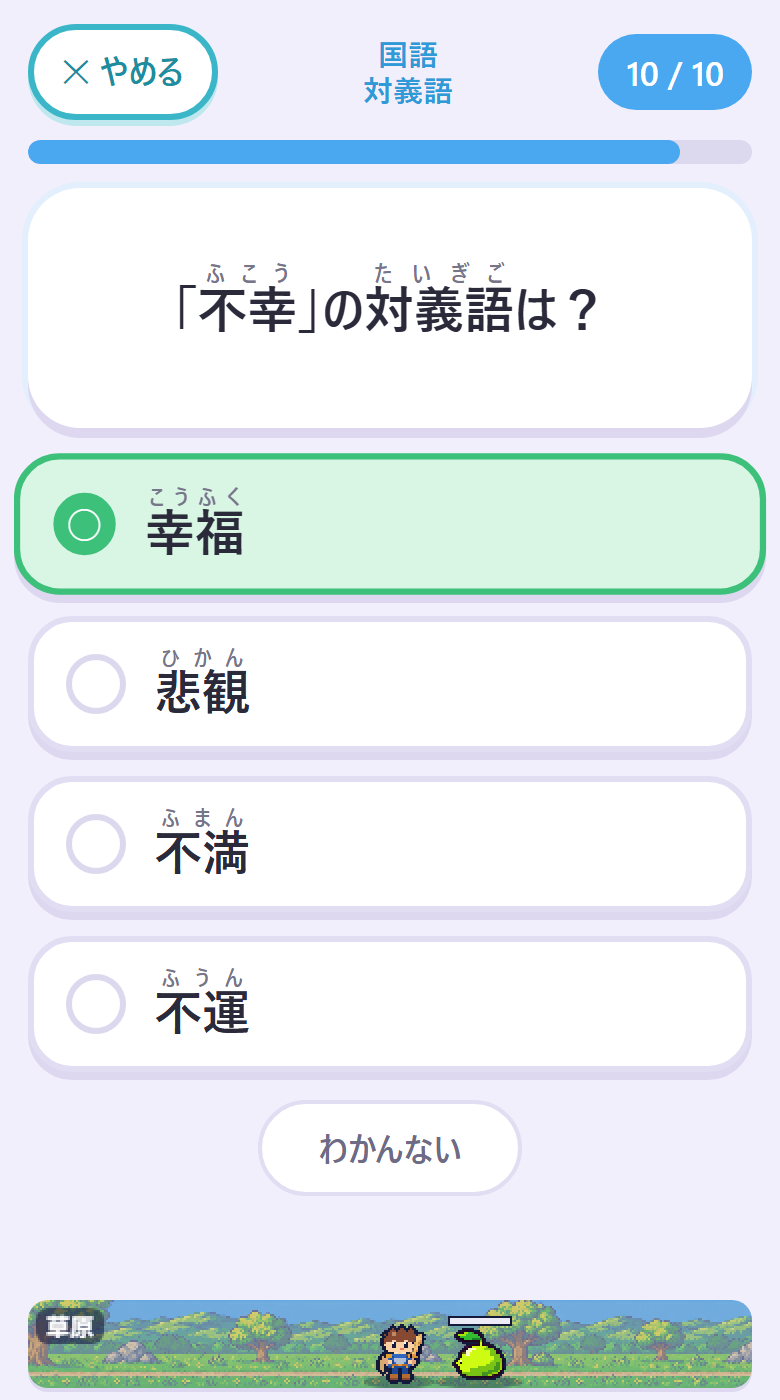 × やめる
国語
対義語
10 / 10
ふこう たいぎご
「不幸」の対義語は？
こうふく
幸福
ひかん
悲観
ふまん
不満
ふうん
不運
わかんない
草原